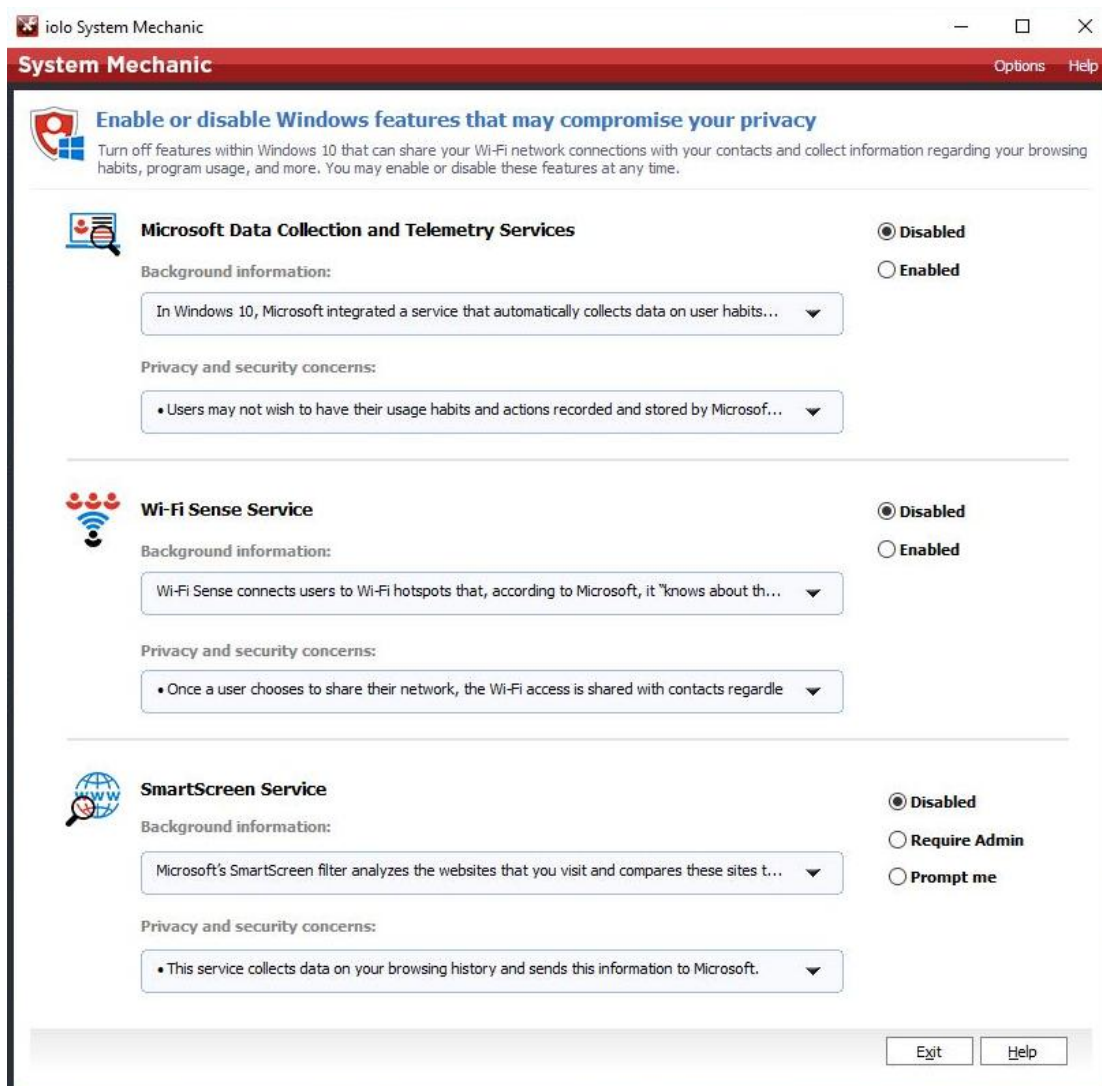 iolo System Mechanic
System Mechanic
Options Help
Enable or disable Windows features that may compromise your privacy
Turn off features within Windows 10 that can share your Wi-Fi network connections with your contacts and collect information regarding your browsing
habits, program usage, and more. You may enable or disable these features at any time.
Microsoft Data Collection and Telemetry Services
Disabled
Background information:
Enabled
In Windows 10, Microsoft integrated a service that automatically collects data on user habits...
Privacy and security concerns:
• Users may not wish to have their usage habits and actions recorded and stored by Microsof...
Wi-Fi Sense Service
Disabled
Background information:
Enabled
Wi-Fi Sense connects users to Wi-Fi hotspots that, according to Microsoft, it “knows about th...
Privacy and security concerns:
• Once a user chooses to share their network, the Wi-Fi access is shared with contacts regardle
WWW
SmartScreen Service
Disabled
Background information:
Require Admin
Microsoft’s SmartScreen filter analyzes the websites that you visit and compares these sites t...
Prompt me
Privacy and security concerns:
• This service collects data on your browsing history and sends this information to Microsoft.
Exit
Help